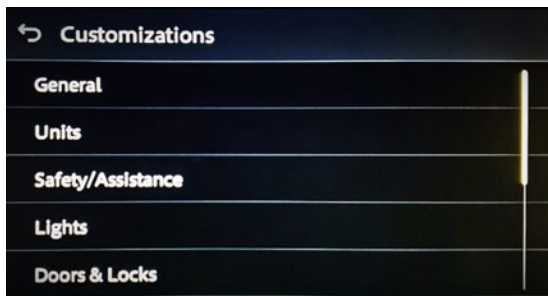 Customizations
General
Units
Safety/Assistance
Lights
Doors & Locks